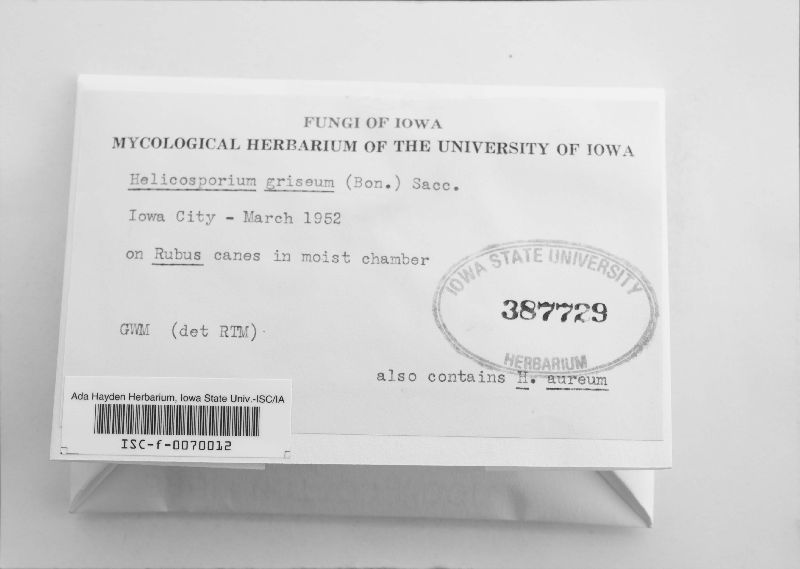 FUNGI OF IOWA
MYCOLOGICAL HERBARIUM OF THE UNIVERSITY OF IOWA
Helicosporium griseum (Bon.) Sacc.
Iowa City - March 1952
on Rubus canes in moist chamber
IOWA STATE UNIVERSITY
387729
HERBARIUM
GWM (det RTM)
also contains H. aureum
Ada Hayden Herbarium, Iowa State Univ.-ISC/IA
ISC-f-0070012